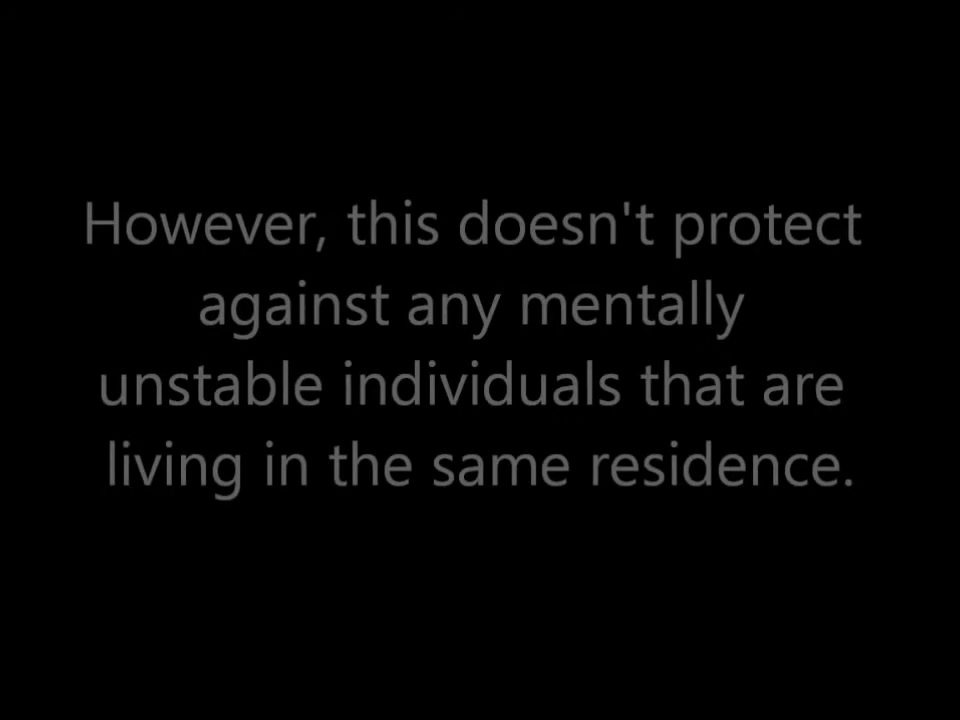 However, this doesn't protect
against any mentally
unstable individuals that are
living in the same residence.